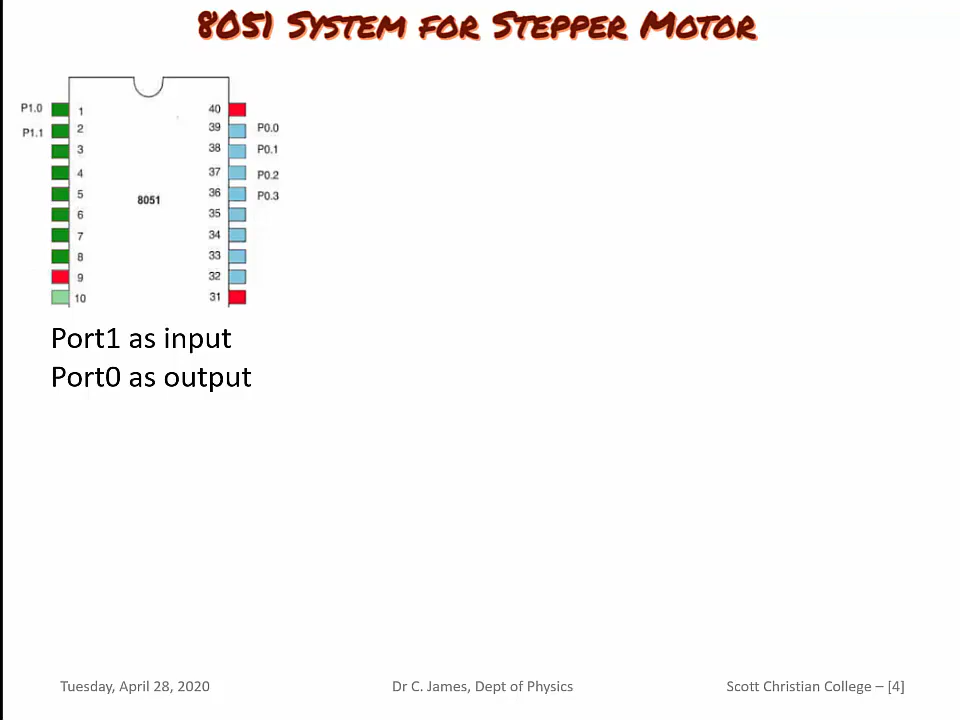 8051 System for Stepper Motor
P1.0 1 40
P1.1 2 39 P0.0
3 38 P0.1
4 37 P0.2
5 36 P0.3
8051
6 35
7 34
8 33
9 32
10 31
Port1 as input
Port0 as output
Tuesday, April 28, 2020 Dr C. James, Dept of Physics Scott Christian College – [4]